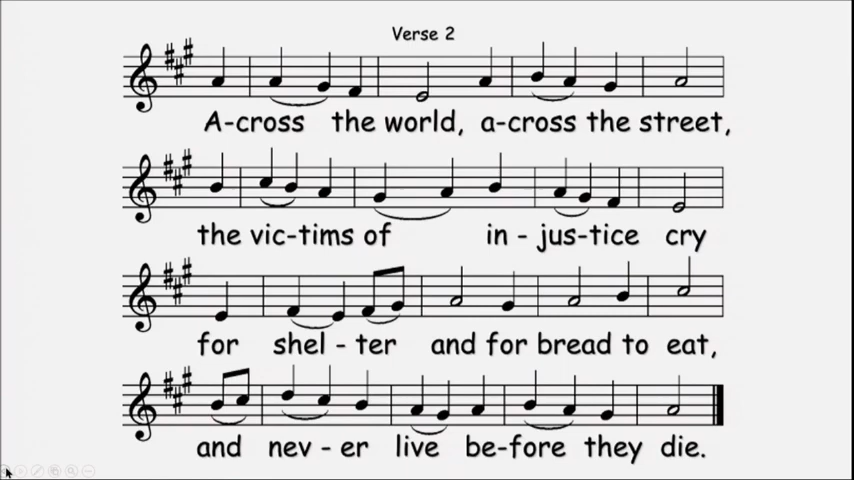 Verse 2
A-cross the world, a-cross the street,
the vic-tims of in - jus-tice cry
for shel - ter and for bread to eat,
and nev - er live be-fore they die.